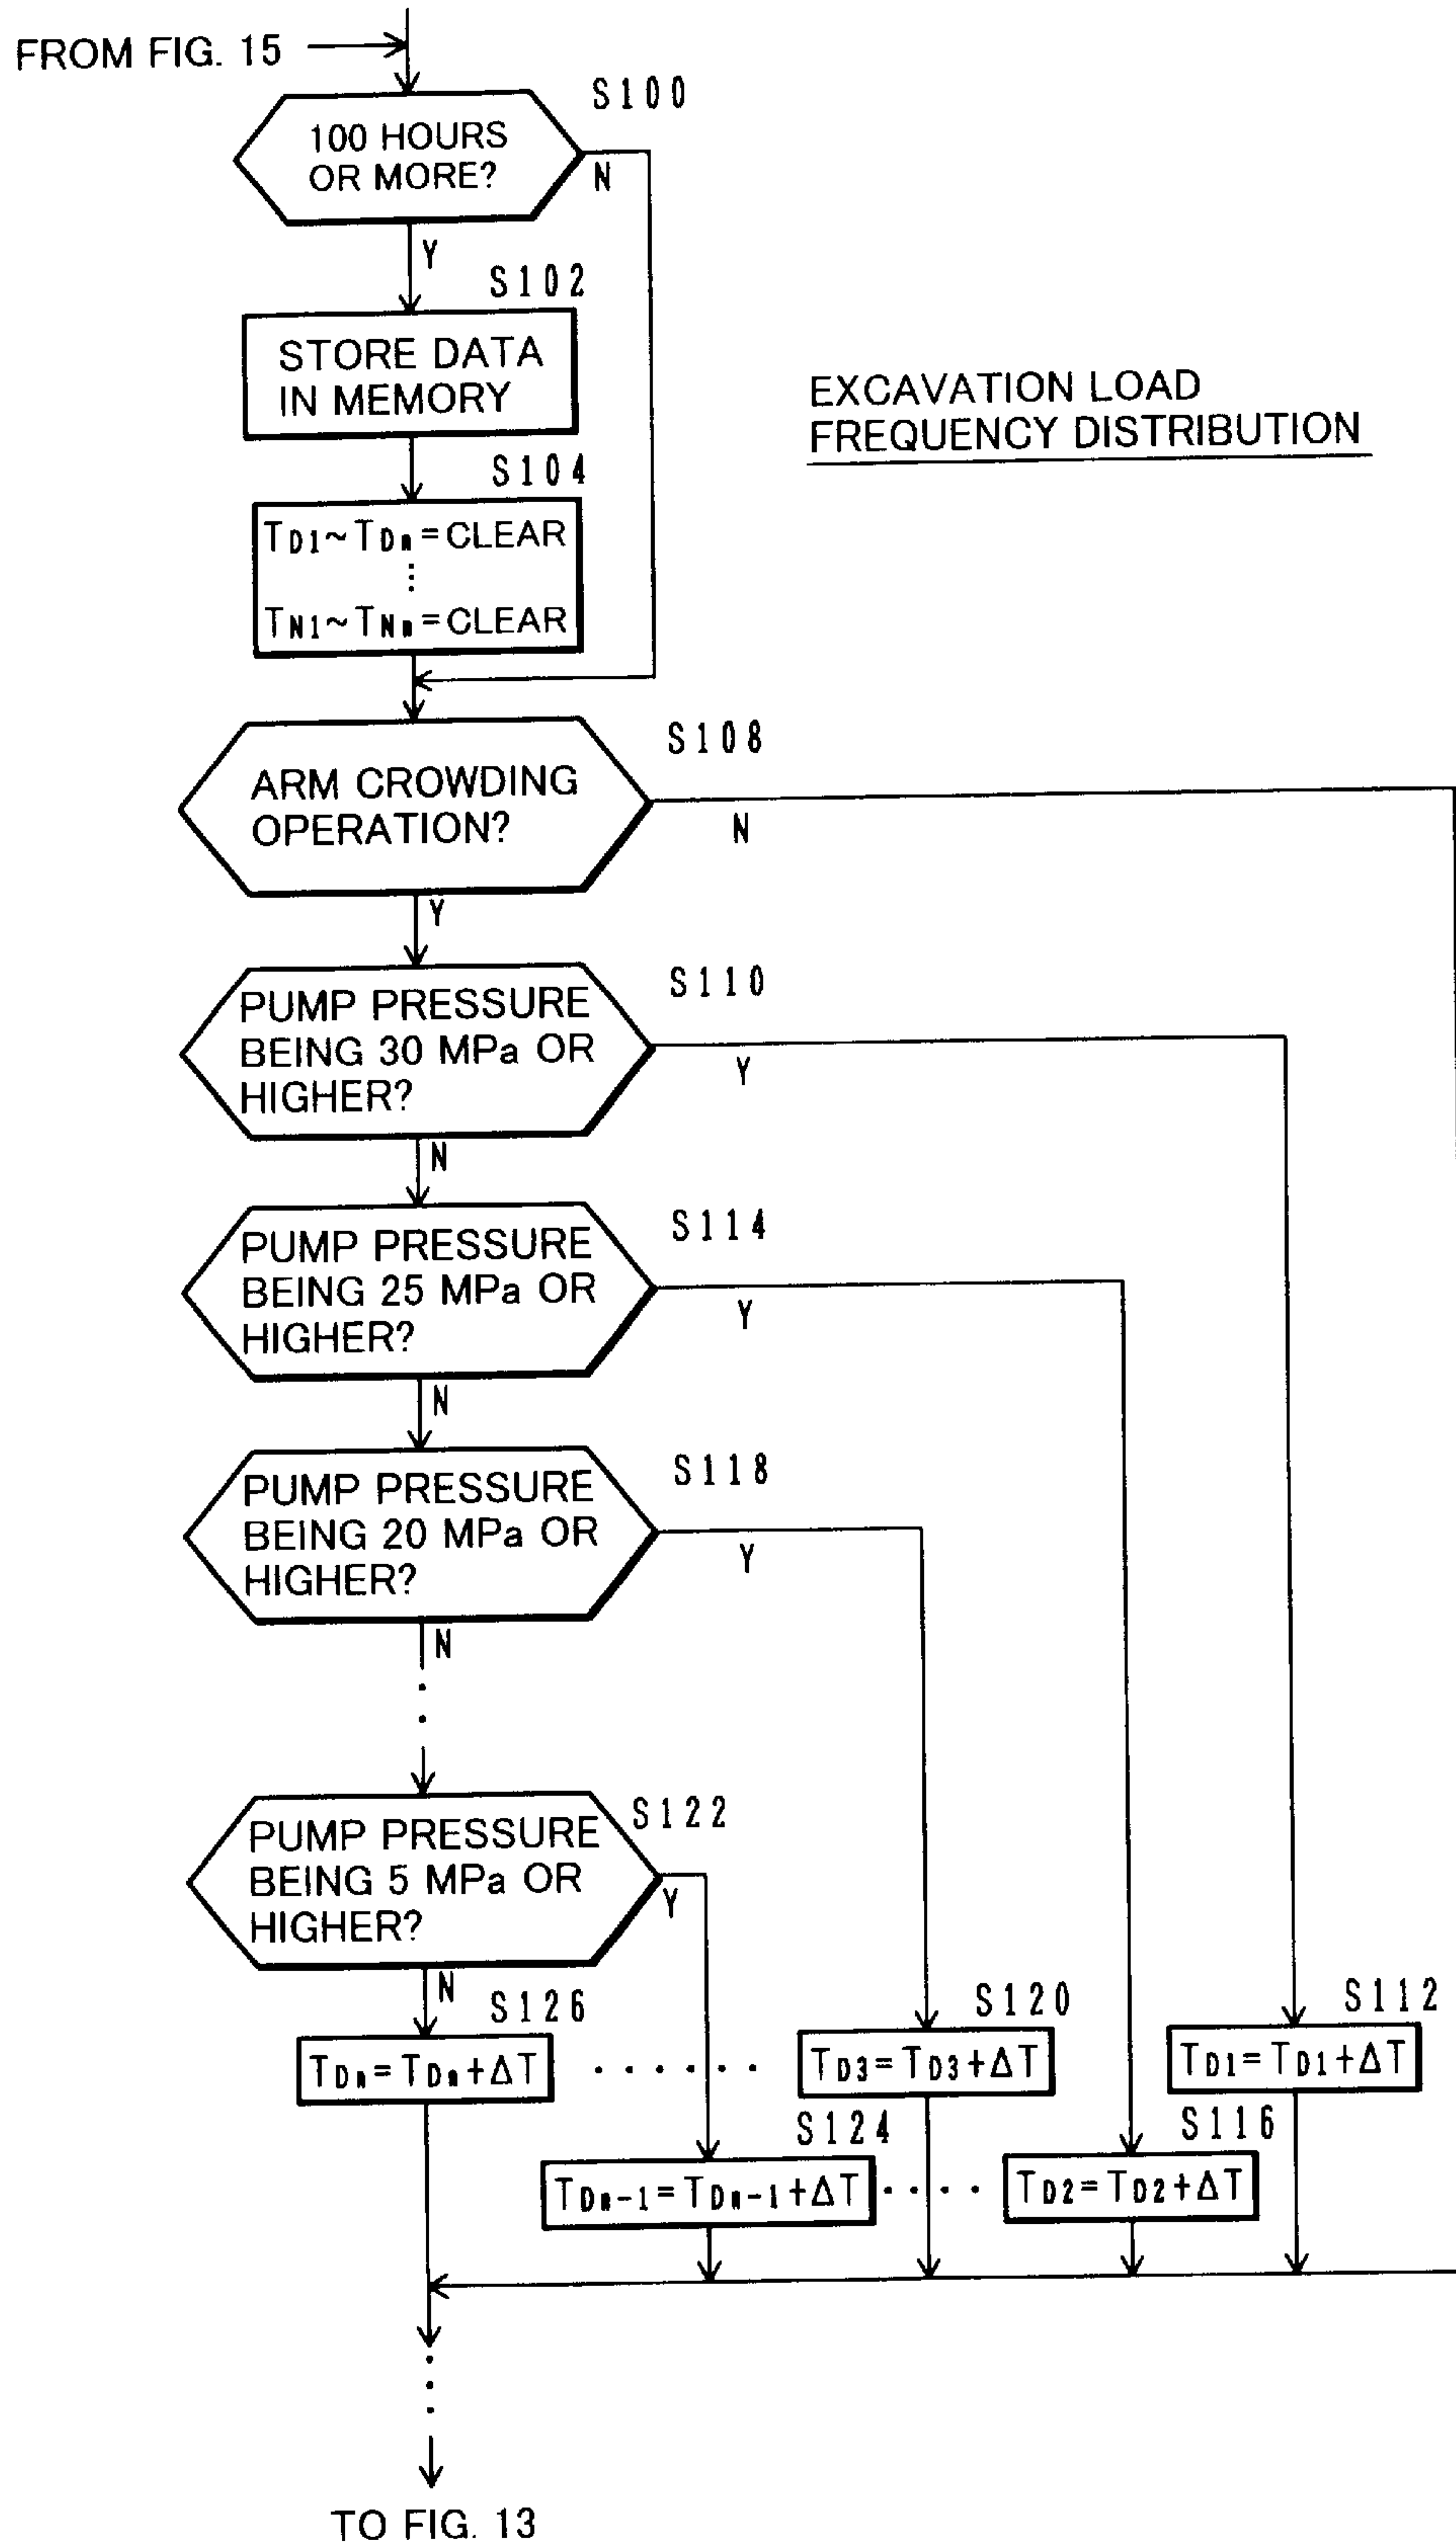 FROM FIG. 15
S100
100 HOURS
OR MORE?
N
Y
S102
STORE DATA
IN MEMORY
EXCAVATION LOAD
FREQUENCY DISTRIBUTION
S104
TD1~TDn=CLEAR
⋮
TN1~TNn=CLEAR
S108
ARM CROWDING
OPERATION?
N
Y
S110
PUMP PRESSURE
BEING 30 MPa OR
HIGHER?
Y
N
S114
PUMP PRESSURE
BEING 25 MPa OR
HIGHER?
Y
N
S118
PUMP PRESSURE
BEING 20 MPa OR
HIGHER?
Y
N
S122
PUMP PRESSURE
BEING 5 MPa OR
HIGHER?
Y
N
S126
S120
S112
TDn=TDn+ΔT
······
TD3=TD3+ΔT
TD1=TD1+ΔT
S124
S116
TDn-1=TDn-1+ΔT
····
TD2=TD2+ΔT
TO FIG. 13